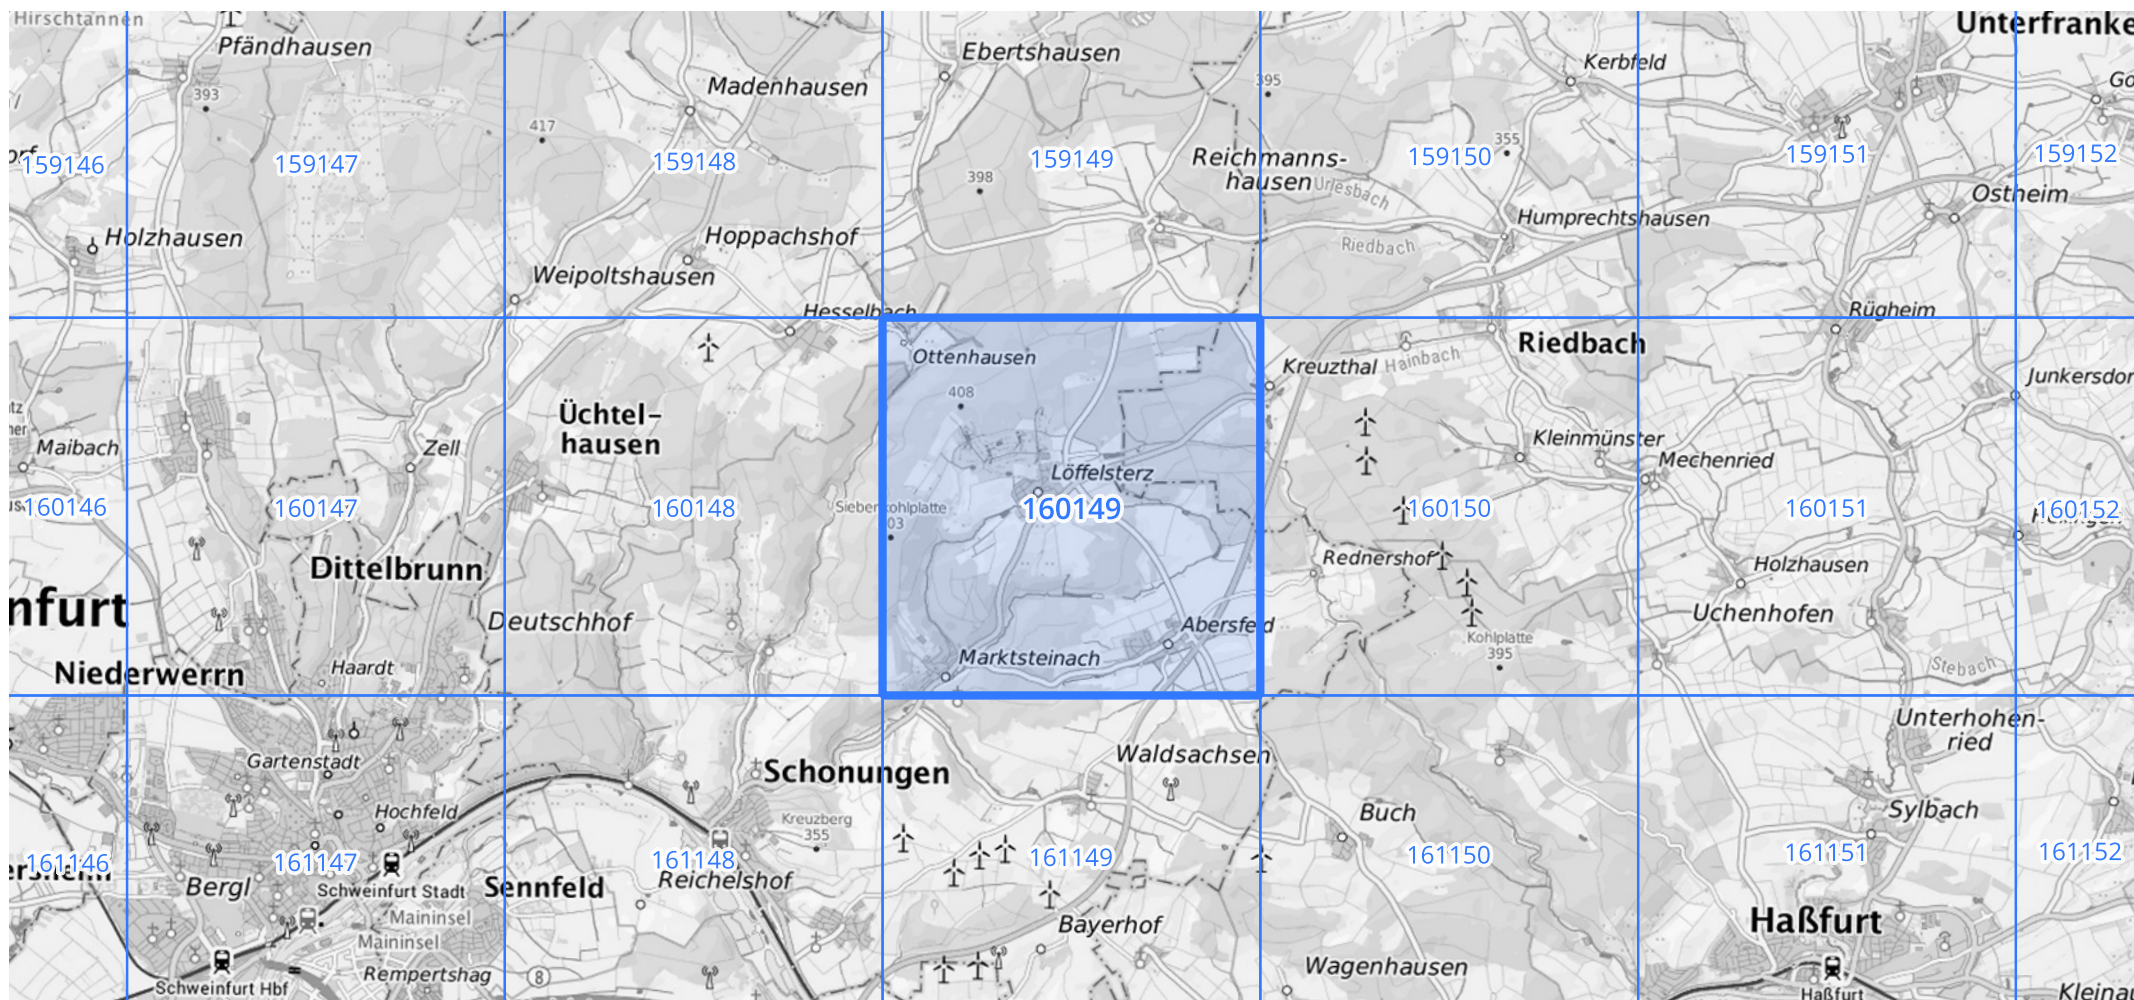 Hirschtannen
Pfändhausen
Ebertshausen
Unterfranke
Kerbfeld
Madenhausen
393
395
417
355
159146
159147
159148
159149
Reichmanns-
hausen
159150
159151
159152
398
Urlesbach
Ostheim
Holzhausen
Hoppachshof
Humprechtshausen
Riedbach
Weipoltshausen
Hesselbach
Rügheim
Ottenhausen
Kreuzthal
Hainbach
Riedbach
Junkersdor
408
Üchtel-
hausen
Maibach
Zell
Löffelsterz
Kleinmünster
Mechenried
160146
160147
160148
160149
160150
160151
160152
03
Dittelbrunn
Rednershof
Holzhausen
nfurt
Deutschhof
Abersfeld
Uchenhofen
Niederwerrn
Haardt
Marktsteinach
Kohlplatte
395
Stebach
Gartenstadt
Schonungen
Waldsachsen
Unterhohen-
ried
Hochfeld
Kreuzberg
355
Buch
Sylbach
161146
161147
161148
161149
161150
161151
161152
Bergl
Schweinfurt Stadt
Sennfeld
Reichelshof
Maininsel
Maininsel
Bayerhof
Haßfurt
Rempertshag
8
Wagenhausen
Schweinfurt Hbf
Haßfurt
Kleinau